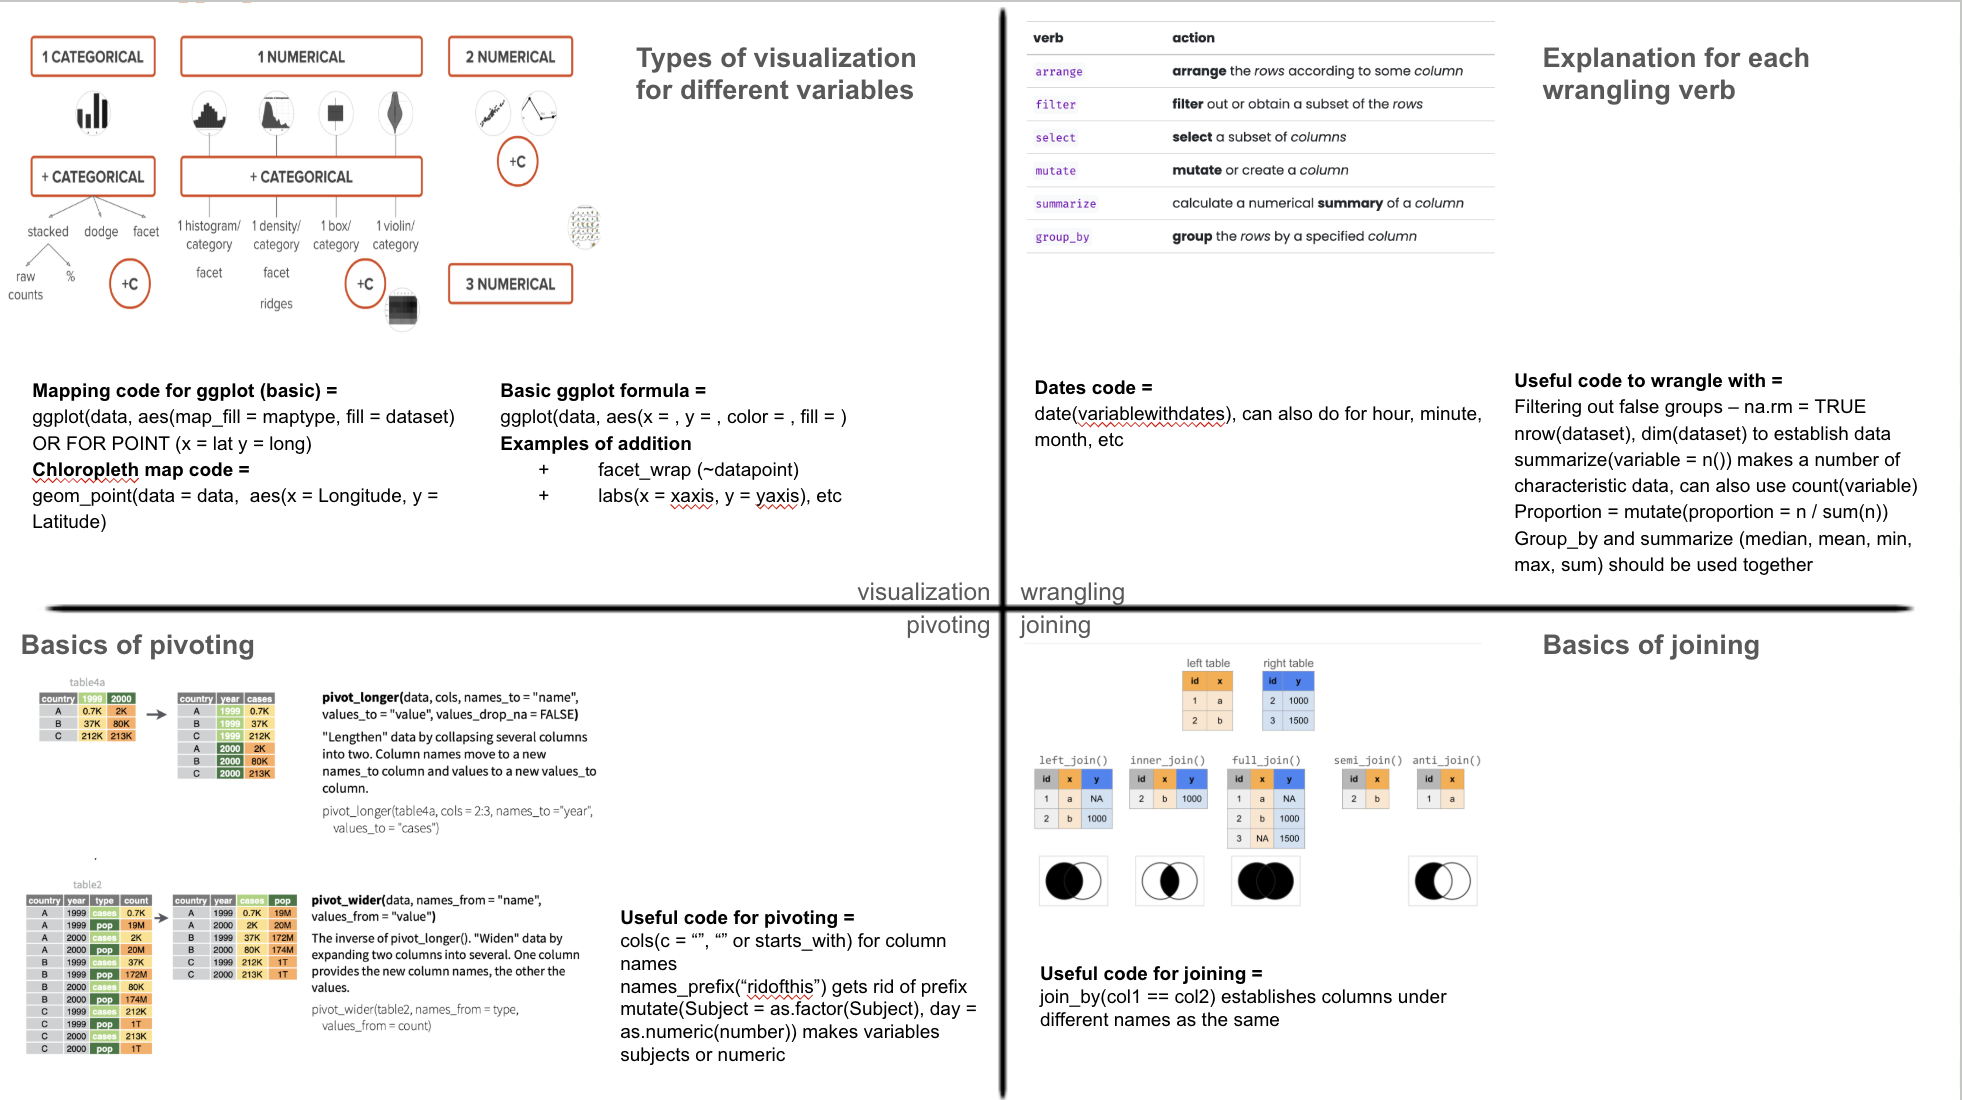 1 CATEGORICAL
1 NUMERICAL
2 NUMERICAL
+C
+ CATEGORICAL
+ CATEGORICAL
stacked dodge facet
raw counts %
+C
1 histogram/ category
facet
1 density/ category
facet
ridges
1 box/ category
1 violin/ category
+C
3 NUMERICAL
Types of visualization
for different variables
Mapping code for ggplot (basic) =
ggplot(data, aes(map_fill = maptype, fill = dataset)
OR FOR POINT (x = lat y = long)
Chloropleth map code =
geom_point(data = data, aes(x = Longitude, y =
Latitude)
Basic ggplot formula =
ggplot(data, aes(x = , y = , color = , fill = )
Examples of addition
+ facet_wrap (~datapoint)
+ labs(x = xaxis, y = yaxis), etc
visualization
verb action
arrange arrange the rows according to some column
filter filter out or obtain a subset of the rows
select select a subset of columns
mutate mutate or create a column
summarize calculate a numerical summary of a column
group_by group the rows by a specified column
Explanation for each
wrangling verb
Dates code =
date(variablewithdates), can also do for hour, minute,
month, etc
Useful code to wrangle with =
Filtering out false groups – na.rm = TRUE
nrow(dataset), dim(dataset) to establish data
summarize(variable = n()) makes a number of
characteristic data, can also use count(variable)
Proportion = mutate(proportion = n / sum(n))
Group_by and summarize (median, mean, min,
max, sum) should be used together
wrangling
pivoting
Basics of pivoting
table4a
country 1999 2000
A 0.7K 2K
B 37K 80K
C 212K 213K
country year cases
A 1999 0.7K
B 1999 37K
C 1999 212K
A 2000 2K
B 2000 80K
C 2000 213K
pivot_longer(data, cols, names_to = "name",
values_to = "value", values_drop_na = FALSE)
"Lengthen" data by collapsing several columns
into two. Column names move to a new
names_to column and values to a new values_to
column.
pivot_longer(table4a, cols = 2:3, names_to ="year",
values_to = "cases")
table2
country year type count
A 1999 cases 0.7K
A 1999 pop 19M
A 2000 cases 2K
A 2000 pop 20M
B 1999 cases 37K
B 1999 pop 172M
B 2000 cases 80K
B 2000 pop 174M
C 1999 cases 212K
C 1999 pop 1T
C 2000 cases 213K
C 2000 pop 1T
country year cases pop
A 1999 0.7K 19M
A 2000 2K 20M
B 1999 37K 172M
B 2000 80K 174M
C 1999 212K 1T
C 2000 213K 1T
pivot_wider(data, names_from = "name",
values_from = "value")
The inverse of pivot_longer(). "Widen" data by
expanding two columns into several. One column
provides the new column names, the other the
values.
pivot_wider(table2, names_from = type,
values_from = count)
Useful code for pivoting =
cols(c = “”, “” or starts_with) for column
names
names_prefix(“ridofthis”) gets rid of prefix
mutate(Subject = as.factor(Subject), day =
as.numeric(number)) makes variables
subjects or numeric
joining
Basics of joining
left table
id x
1 a
2 b
right table
id y
2 1000
3 1500
left_join()
id x y
1 a NA
2 b 1000
inner_join()
id x y
2 b 1000
full_join()
id x y
1 a NA
2 b 1000
3 NA 1500
semi_join()
id x
2 b
anti_join()
id x
1 a
Useful code for joining =
join_by(col1 == col2) establishes columns under
different names as the same